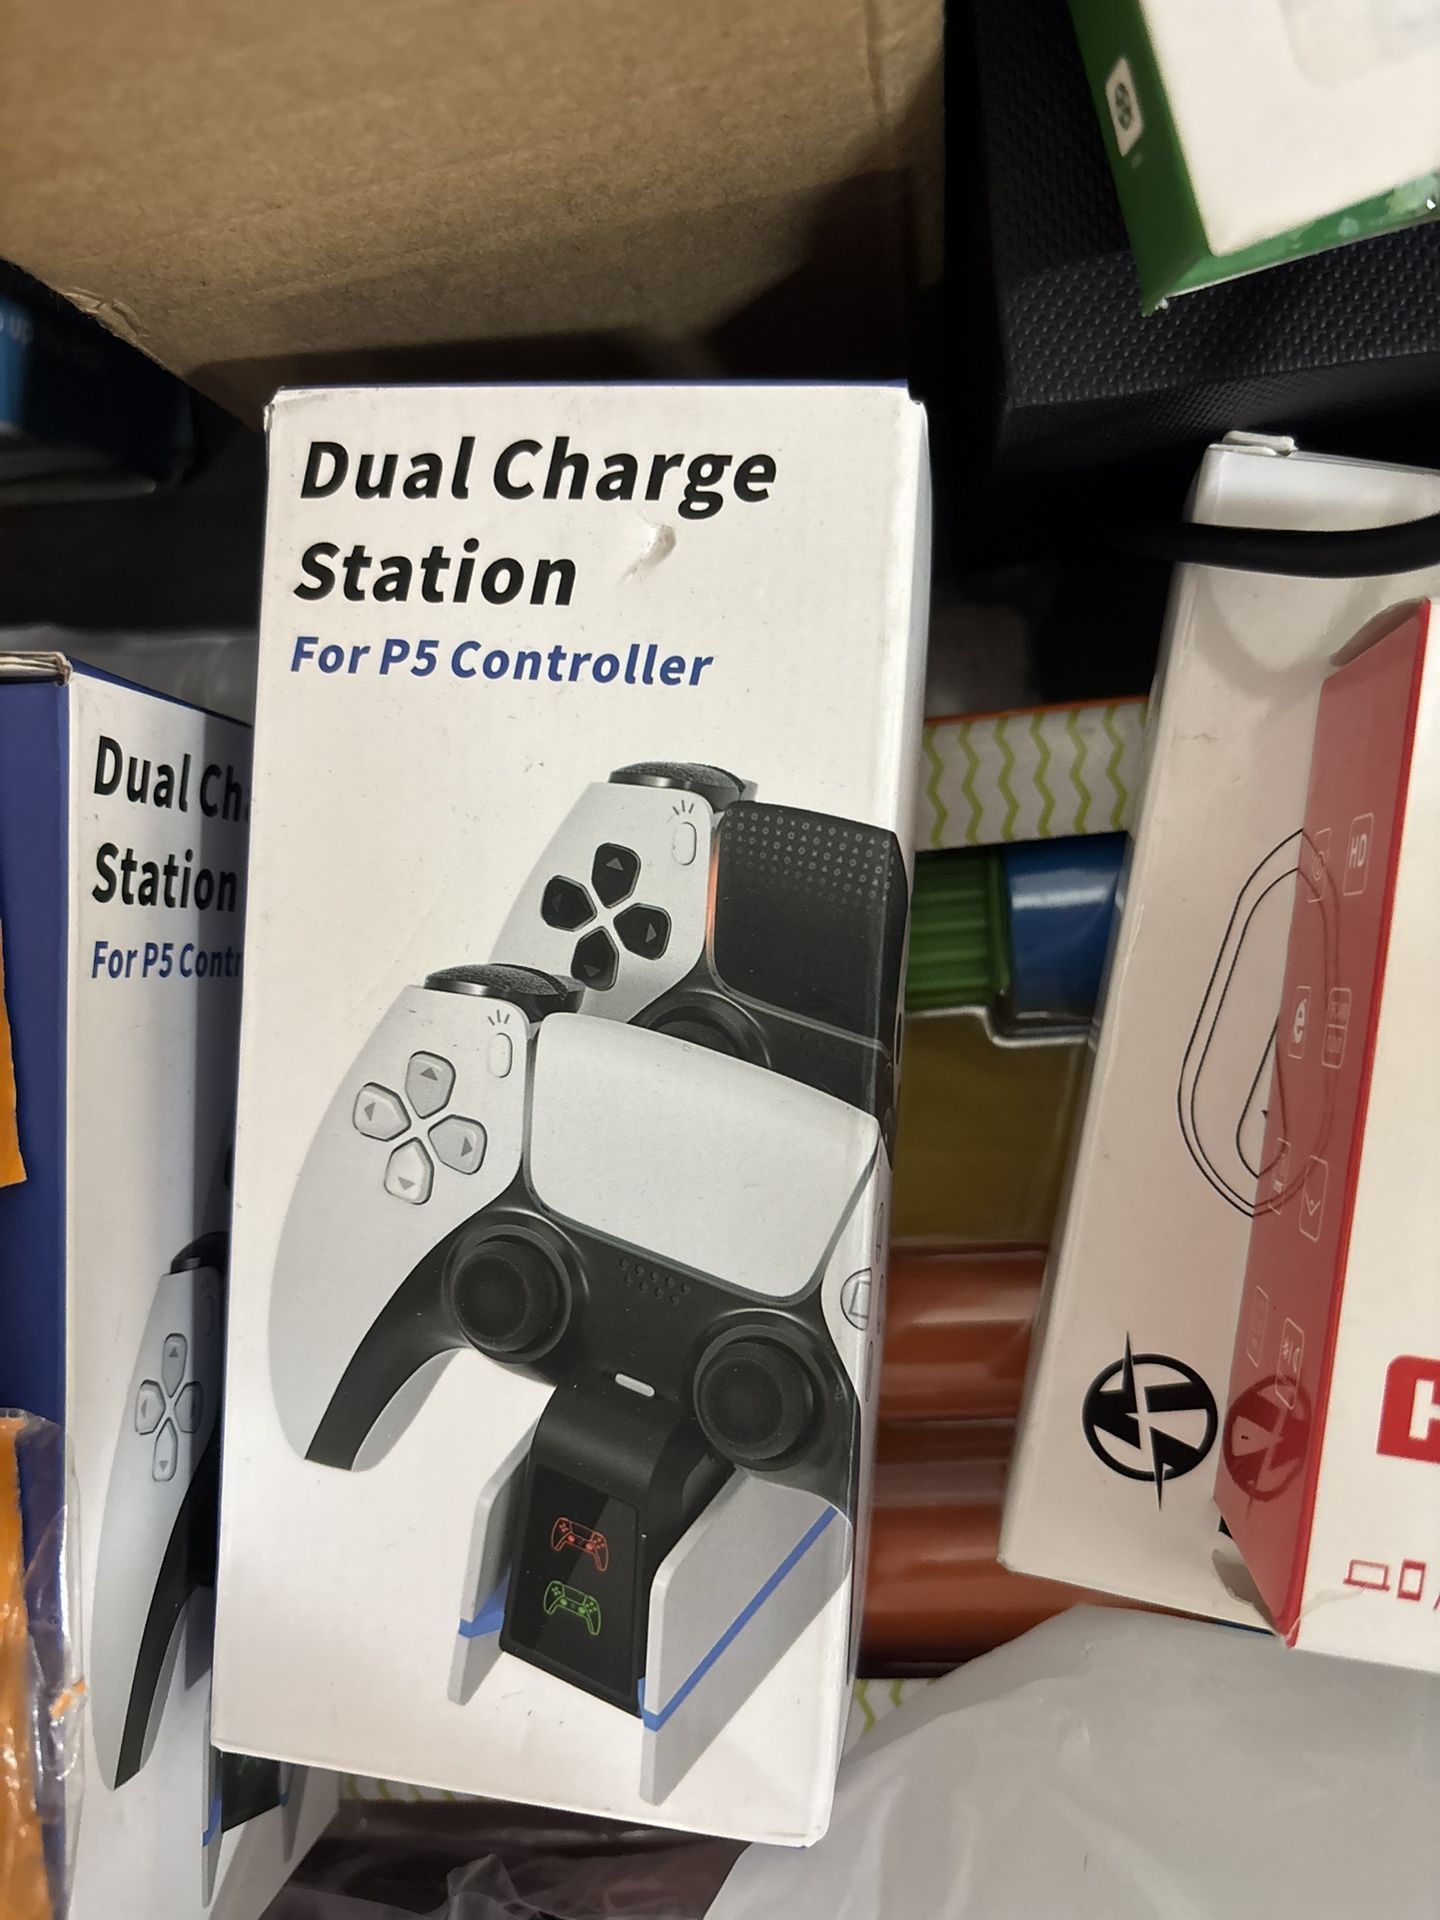 Dual Charge
Station
For P5 Controller
Dual Ch
Station
For P5 Contr
HD
e